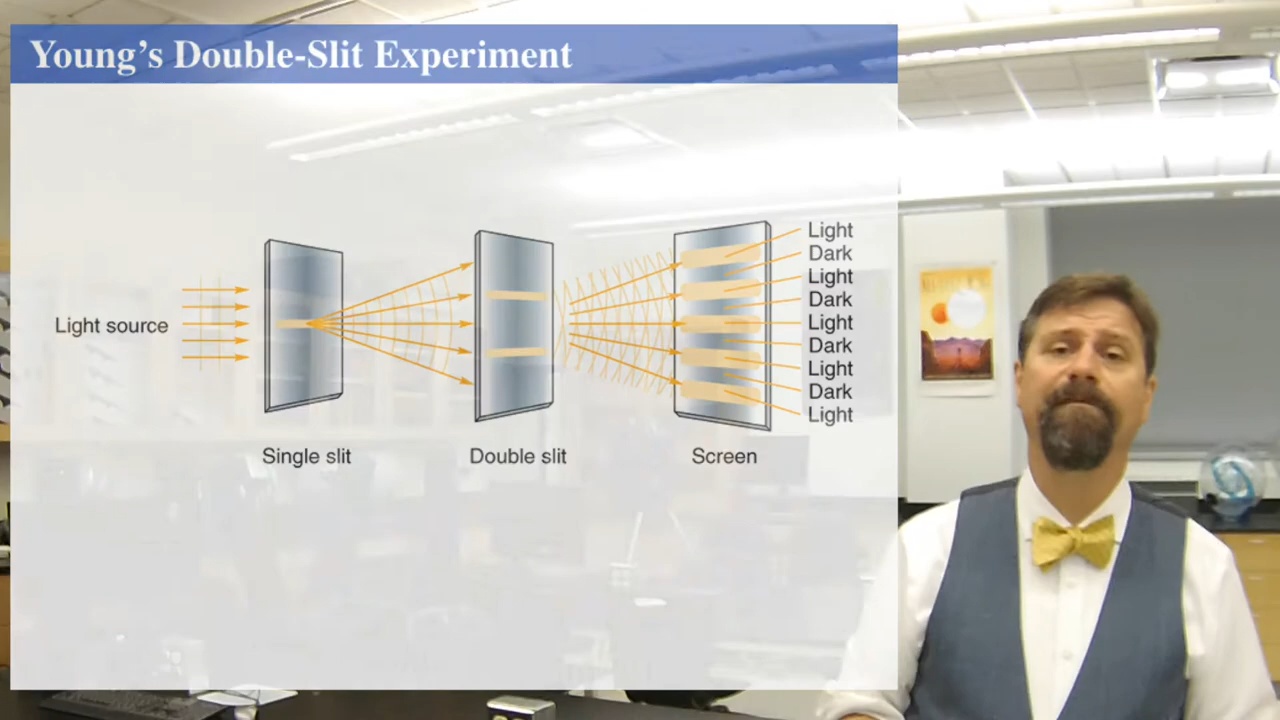 Young's Double-Slit Experiment
Light
Dark
Light
Dark
Light source
Light
Dark
Light
Dark
Light
Single slit
Double slit
Screen